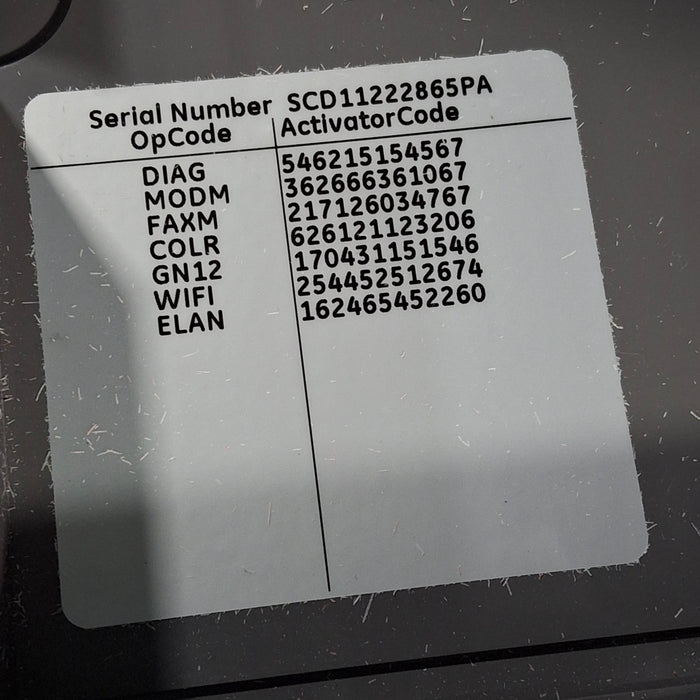 Serial Number SCD11222865PA
OpCode ActivatorCode
DIAG 546215154567
MODM 362666361067
FAXM 217126034767
COLR 626121123206
GN12 170431151546
WIFI 254452512674
ELAN 162465452260